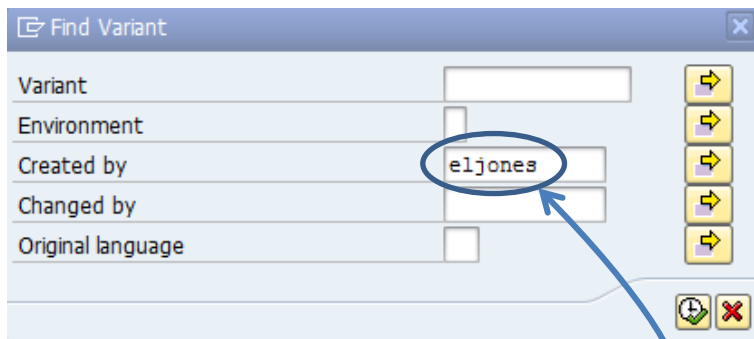 Find Variant
Variant
Environment
Created by eljones
Changed by
Original language